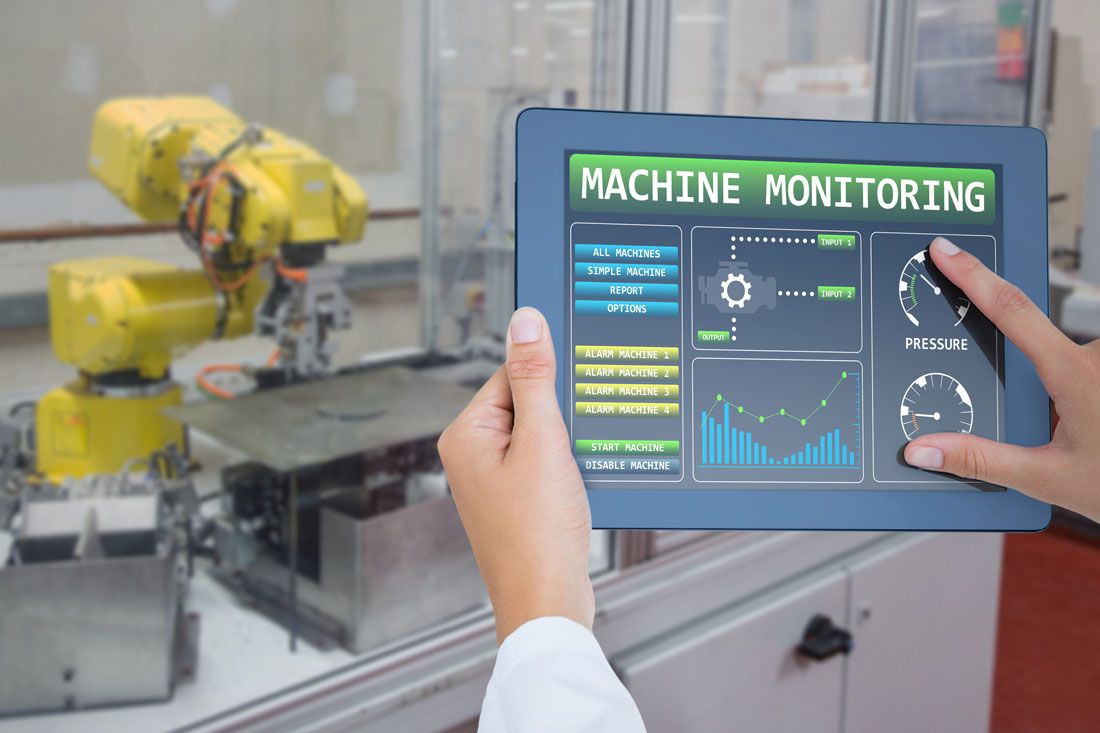 MACHINE MONITORING
ALL MACHINES
SIMPLE MACHINE
REPORT
OPTIONS
ALARM MACHINE 1
ALARM MACHINE 2
ALARM MACHINE 3
ALARM MACHINE 4
START MACHINE
DISABLE MACHINE
INPUT 1
INPUT 2
OUTPUT
PRESSURE